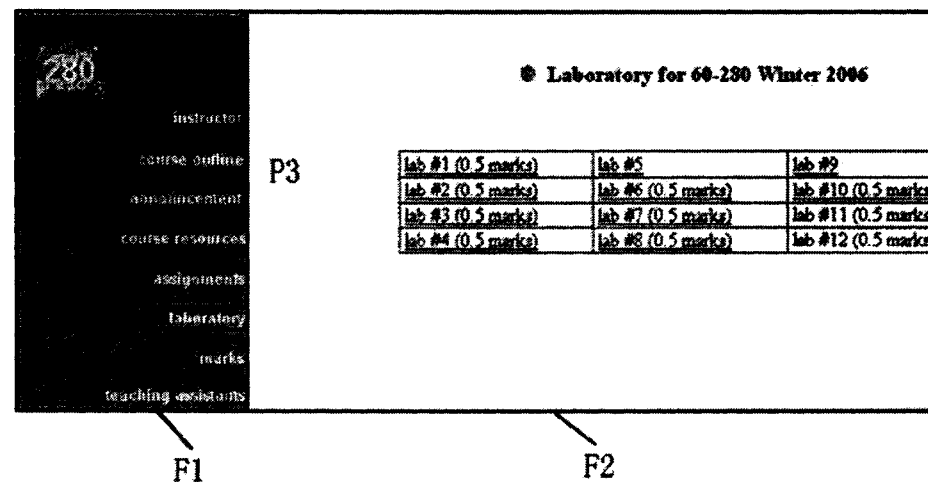 280
Laboratory for 60-280 Winter 2006
instructor
course outline
announcement
course resources
assignments
laboratory
marks
teaching assistants
P3
lab #1 (0.5 marks) lab #5 lab #9
lab #2 (0.5 marks) lab #6 (0.5 marks) lab #10 (0.5 marks
lab #3 (0.5 marks) lab #7 (0.5 marks) lab #11 (0.5 marks
lab #4 (0.5 marks) lab #8 (0.5 marks) lab #12 (0.5 marks
F1
F2